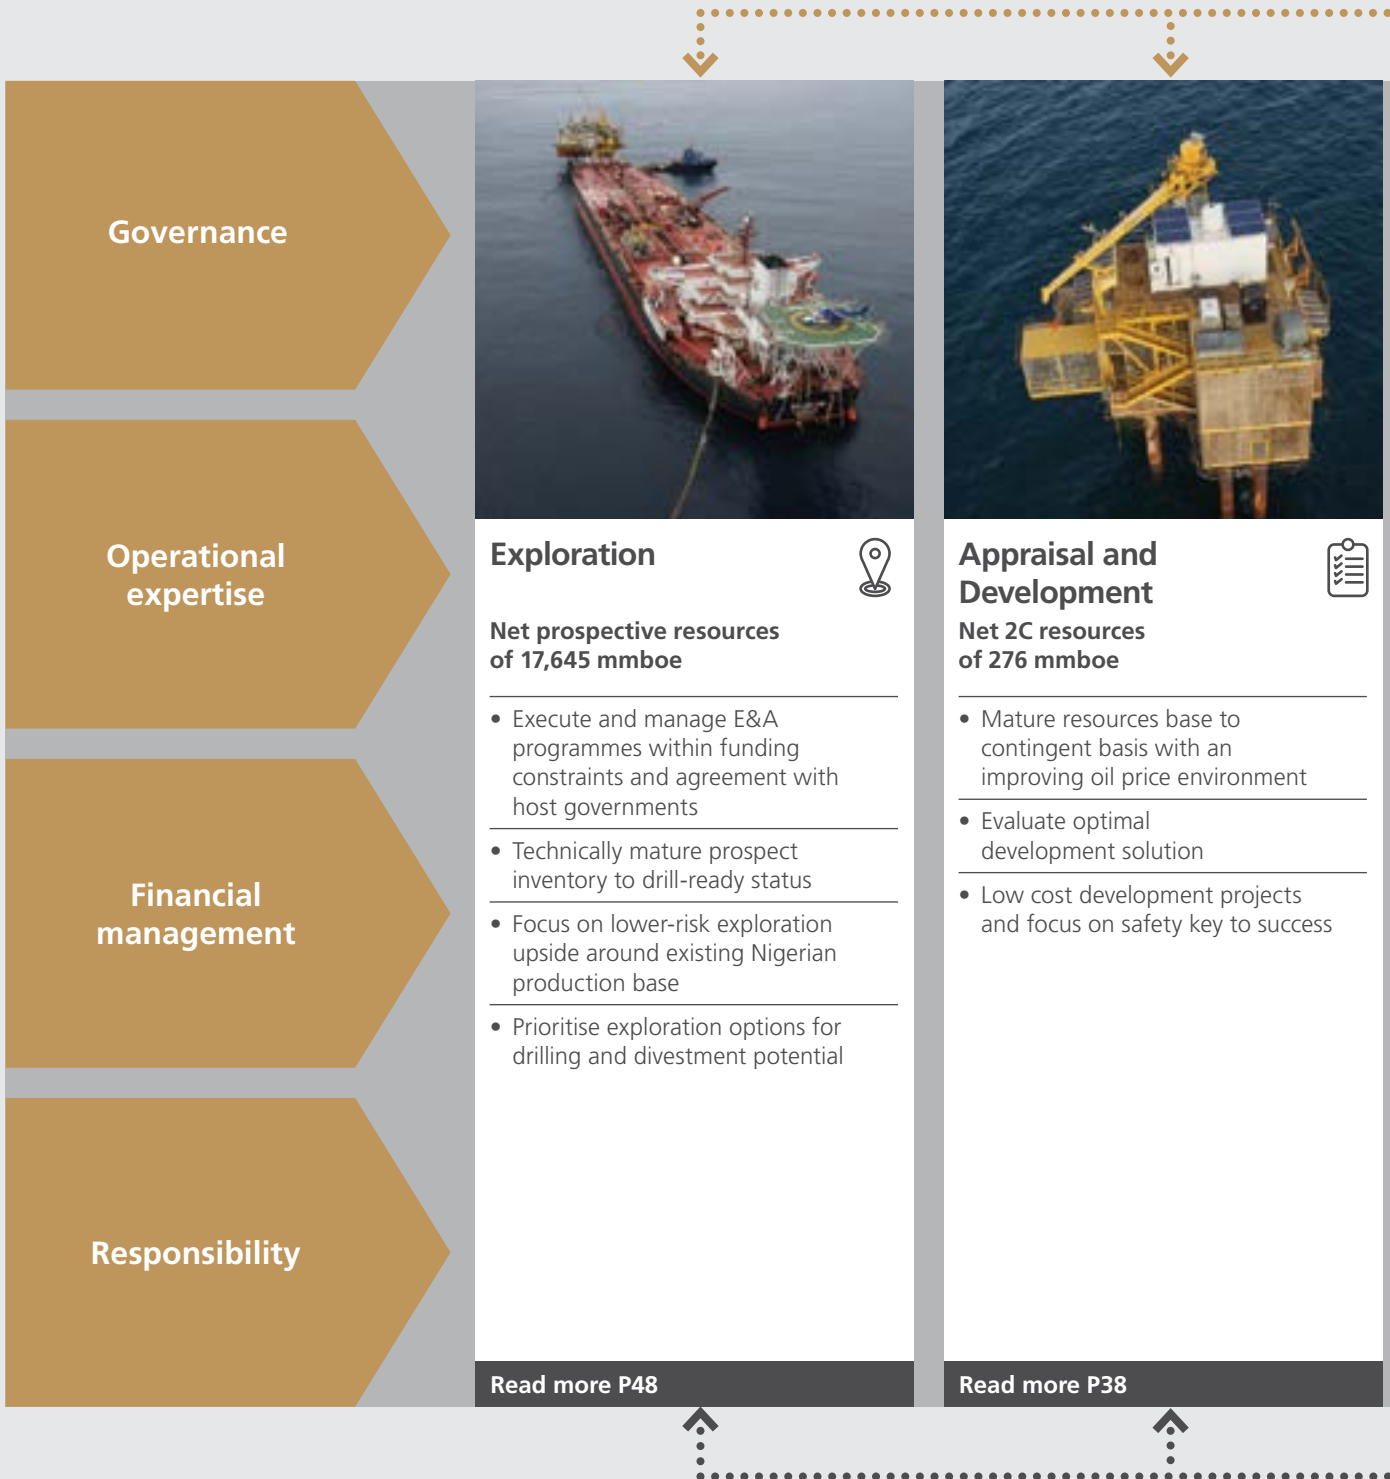 Governance
Operational
expertise
Financial
management
Responsibility
Exploration
Net prospective resources
of 17,645 mmboe
• Execute and manage E&A
programmes within funding
constraints and agreement with
host governments
• Technically mature prospect
inventory to drill-ready status
• Focus on lower-risk exploration
upside around existing Nigerian
production base
• Prioritise exploration options for
drilling and divestment potential
Read more P48
Appraisal and
Development
Net 2C resources
of 276 mmboe
• Mature resources base to
contingent basis with an
improving oil price environment
• Evaluate optimal
development solution
• Low cost development projects
and focus on safety key to success
Read more P38